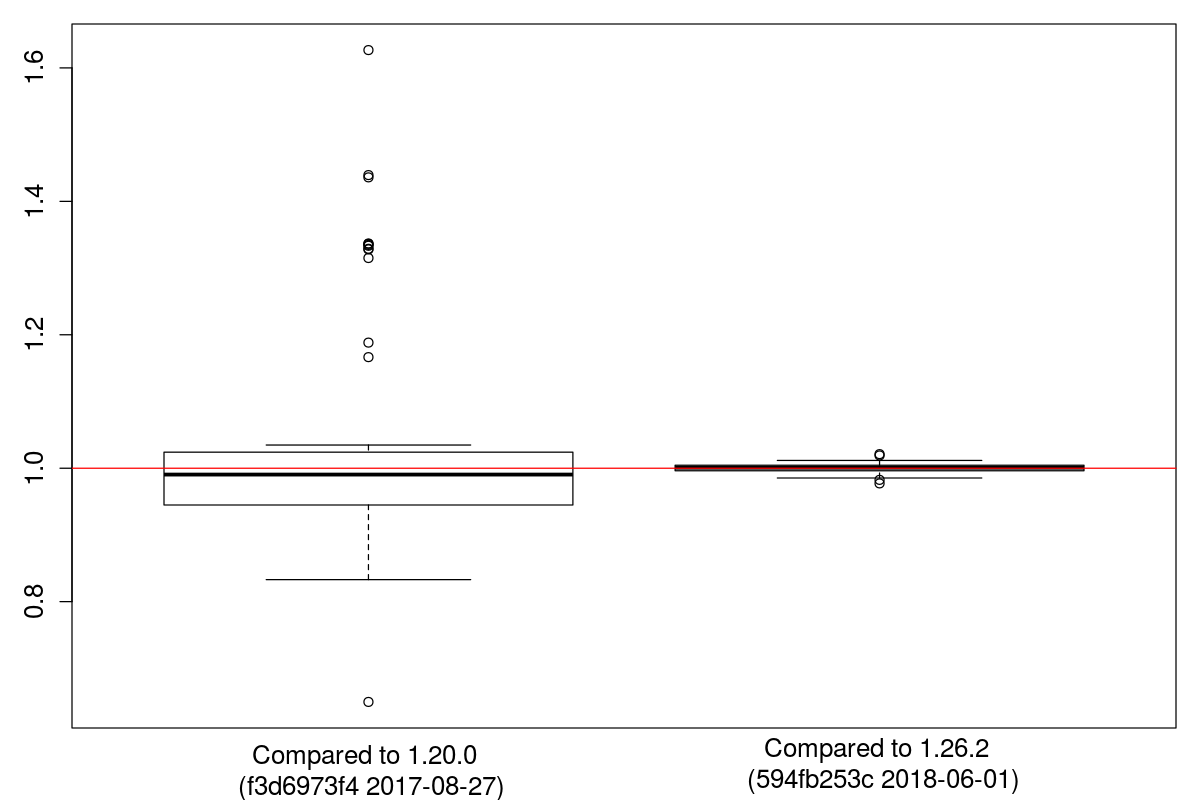 1.6
1.4
1.2
1.0
0.8
Compared to 1.20.0
(f3d6973f4 2017-08-27)
Compared to 1.26.2
(594fb253c 2018-06-01)